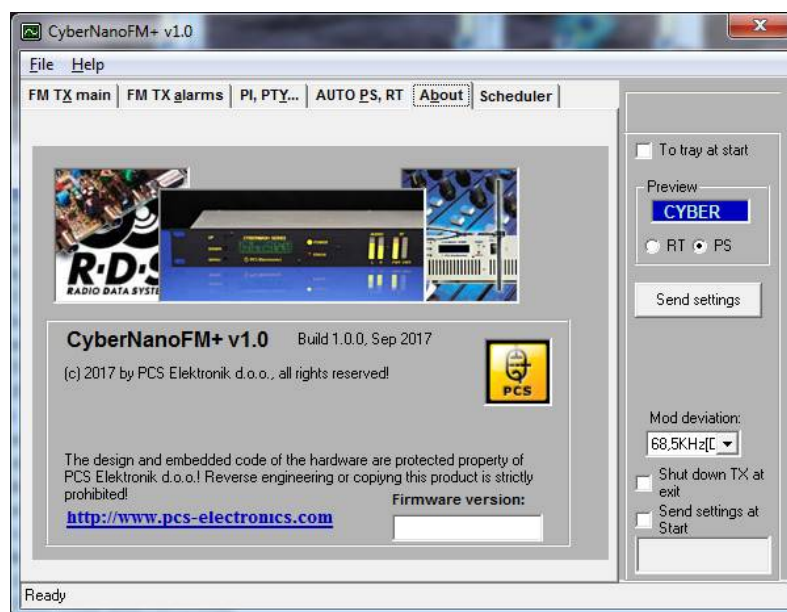 CyberNanoFM+ v1.0
File Help
FM TX main
FM TX alarms
PI, PTY...
AUTO PS, RT
About
Scheduler
R·D·S
RADIO DATA SYSTEM
CyberNanoFM+ v1.0
Build 1.0.0, Sep 2017
(c) 2017 by PCS Elektronik d.o.o., all rights reserved!
PCS
The design and embedded code of the hardware are protected property of
PCS Elektronik d.o.o.! Reverse engineering or copiyng this product is strictly
prohibited!
Firmware version:
http://www.pcs-electronics.com
To tray at start
Preview
CYBER
RT PS
Send settings
Mod deviation:
68,5KHz[D
Shut down TX at
exit
Send settings at
Start
Ready